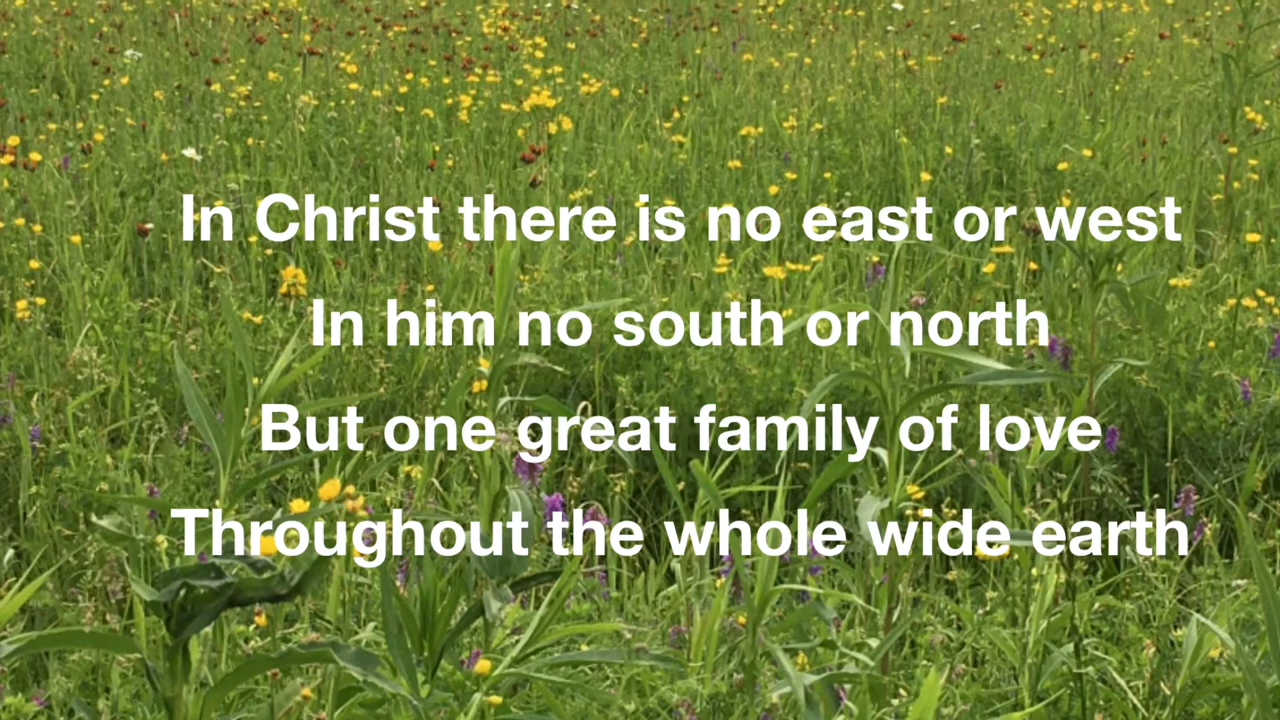 In Christ there is no east or west
In him no south or north
But one great family of love
Throughout the whole wide earth